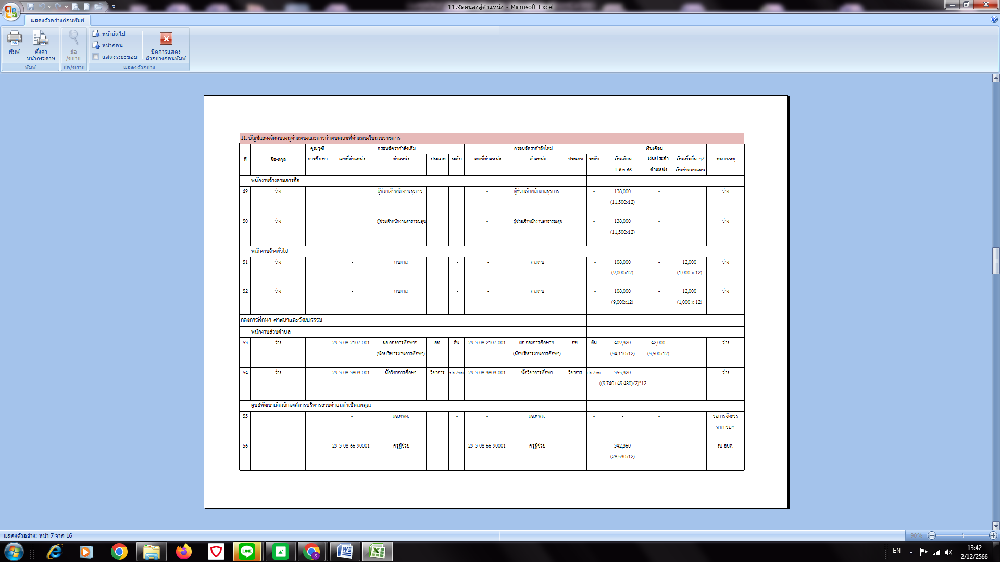 11.จัดคนลงสู่ตำแหน่ง - Microsoft Excel
แสดงตัวอย่างก่อนพิมพ์
พิมพ์
ตั้งค่า
หน้ากระดาษ
ย่อ
/ขยาย
หน้าถัดไป
หน้าก่อน
แสดงระยะขอบ
ปิดการแสดง
ตัวอย่างก่อนพิมพ์
พิมพ์ ย่อ/ขยาย แสดงตัวอย่าง
11. บัญชีแสดงจัดคนลงสู่ตำแหน่งและการกำหนดเลขที่ตำแหน่งในส่วนราชการ
ที่ ชื่อ-สกุล คุณวุฒิ กรอบอัตรากำลังเดิม กรอบอัตรากำลังใหม่ เงินเดือน หมายเหตุ
การศึกษา เลขที่ตำแหน่ง ตำแหน่ง ประเภท ระดับ เลขที่ตำแหน่ง ตำแหน่ง ประเภท ระดับ เงินเดือน เงินประจำ เงินเพิ่มอื่น ๆ/
1 ส.ค.66 ตำแหน่ง เงินค่าตอบแทน
พนักงานจ้างตามภารกิจ
49 ว่าง ผู้ช่วยเจ้าพนักงานธุรการ - ผู้ช่วยเจ้าพนักงานธุรการ - 138,000 - ว่าง
(11,500x12)
50 ว่าง ผู้ช่วยเจ้าพนักงานสาธารณสุข - ผู้ช่วยเจ้าพนักงานสาธารณสุข - 138,000 - ว่าง
(11,500x12)
พนักงานจ้างทั่วไป
51 ว่าง - คนงาน - - คนงาน - 108,000 - 12,000 ว่าง
(9,000x12) (1,000 x 12)
52 ว่าง - คนงาน - - คนงาน - 108,000 - 12,000 ว่าง
(9,000x12) (1,000 x 12)
กองการศึกษา ศาสนาและวัฒนธรรม
พนักงานส่วนตำบล
53 ว่าง 29-3-08-2107-001 ผอ.กองการศึกษาฯ อท. ต้น 29-3-08-2107-001 ผอ.กองการศึกษาฯ อท. ต้น 409,320 42,000 - ว่าง
(นักบริหารงานการศึกษา) (นักบริหารงานการศึกษา) (34,110x12) (3,500x12)
54 ว่าง 29-3-08-3803-001 นักวิชาการศึกษา วิชาการ ปก./ชก 29-3-08-3803-001 นักวิชาการศึกษา วิชาการ ปก./ชก 355,320 - - ว่าง
((9,740+49,480)/2)*12
ศูนย์พัฒนาเด็กเล็กองค์การบริหารส่วนตำบลกำเนิดนพคุณ
55 - ผอ.ศพด. - - ผอ.ศพด. - - - รอการจัดสรร
จากกรมฯ
56 29-3-08-66-90001 ครูผู้ช่วย - 29-3-08-66-90001 ครูผู้ช่วย - 342,360 - งบ อบต.
(28,530x12)
แสดงตัวอย่าง: หน้า 7 จาก 16
90%
LINE
S
EN
13:42
2/12/2566